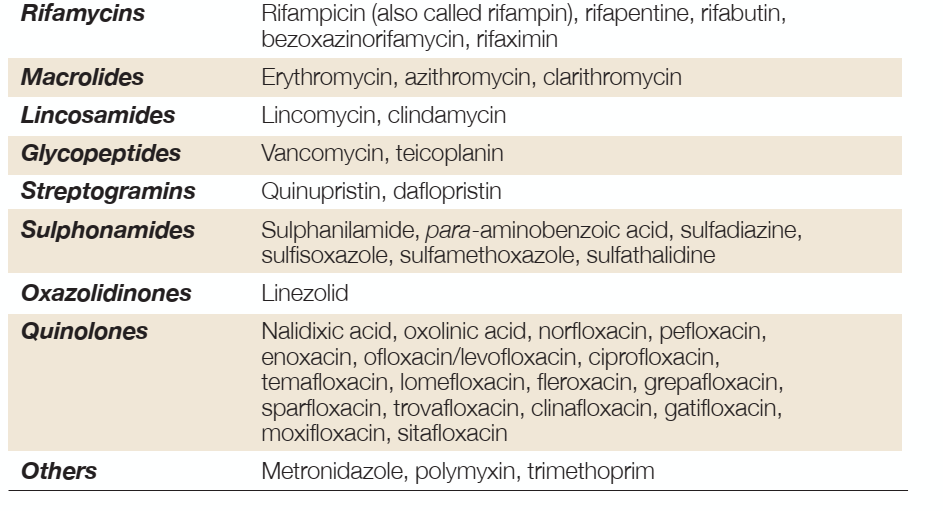 Rifamycins Rifampicin (also called rifampin), rifapentine, rifabutin,
bezoxazinorifamycin, rifaximin
Macrolides Erythromycin, azithromycin, clarithromycin
Lincosamides Lincomycin, clindamycin
Glycopeptides Vancomycin, teicoplanin
Streptogramins Quinupristin, daflopristin
Sulphonamides Sulphanilamide, para-aminobenzoic acid, sulfadiazine,
sulfisoxazole, sulfamethoxazole, sulfathalidine
Oxazolidinones Linezolid
Quinolones Nalidixic acid, oxolinic acid, norfloxacin, pefloxacin,
enoxacin, ofloxacin/levofloxacin, ciprofloxacin,
temafloxacin, lomefloxacin, fleroxacin, grepafloxacin,
sparfloxacin, trovafloxacin, clinafloxacin, gatifloxacin,
moxifloxacin, sitafloxacin
Others Metronidazole, polymyxin, trimethoprim